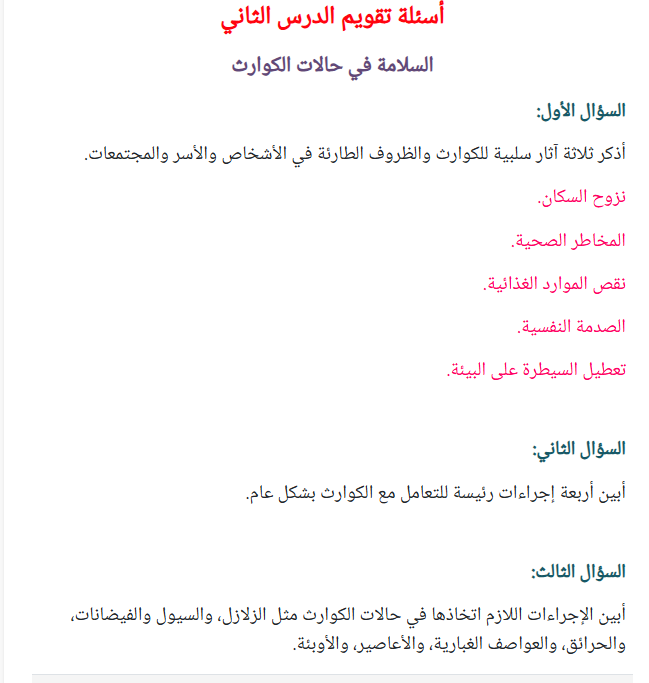 أسئلة تقويم الدرس الثاني
السلامة في حالات الكوارث
السؤال الأول:
أذكر ثلاثة آثار سلبية للكوارث والظروف الطارئة في الأشخاص والأسر والمجتمعات.
نزوح السكان.
المخاطر الصحية.
نقص الموارد الغذائية.
الصدمة النفسية.
تعطيل السيطرة على البيئة.
السؤال الثاني:
أبين أربعة إجراءات رئيسة للتعامل مع الكوارث بشكل عام.
السؤال الثالث:
أبين الإجراءات اللازم اتخاذها في حالات الكوارث مثل الزلازل، والسيول والفيضانات،
والحرائق، والعواصف الغبارية، والأعاصير، والأوبئة.